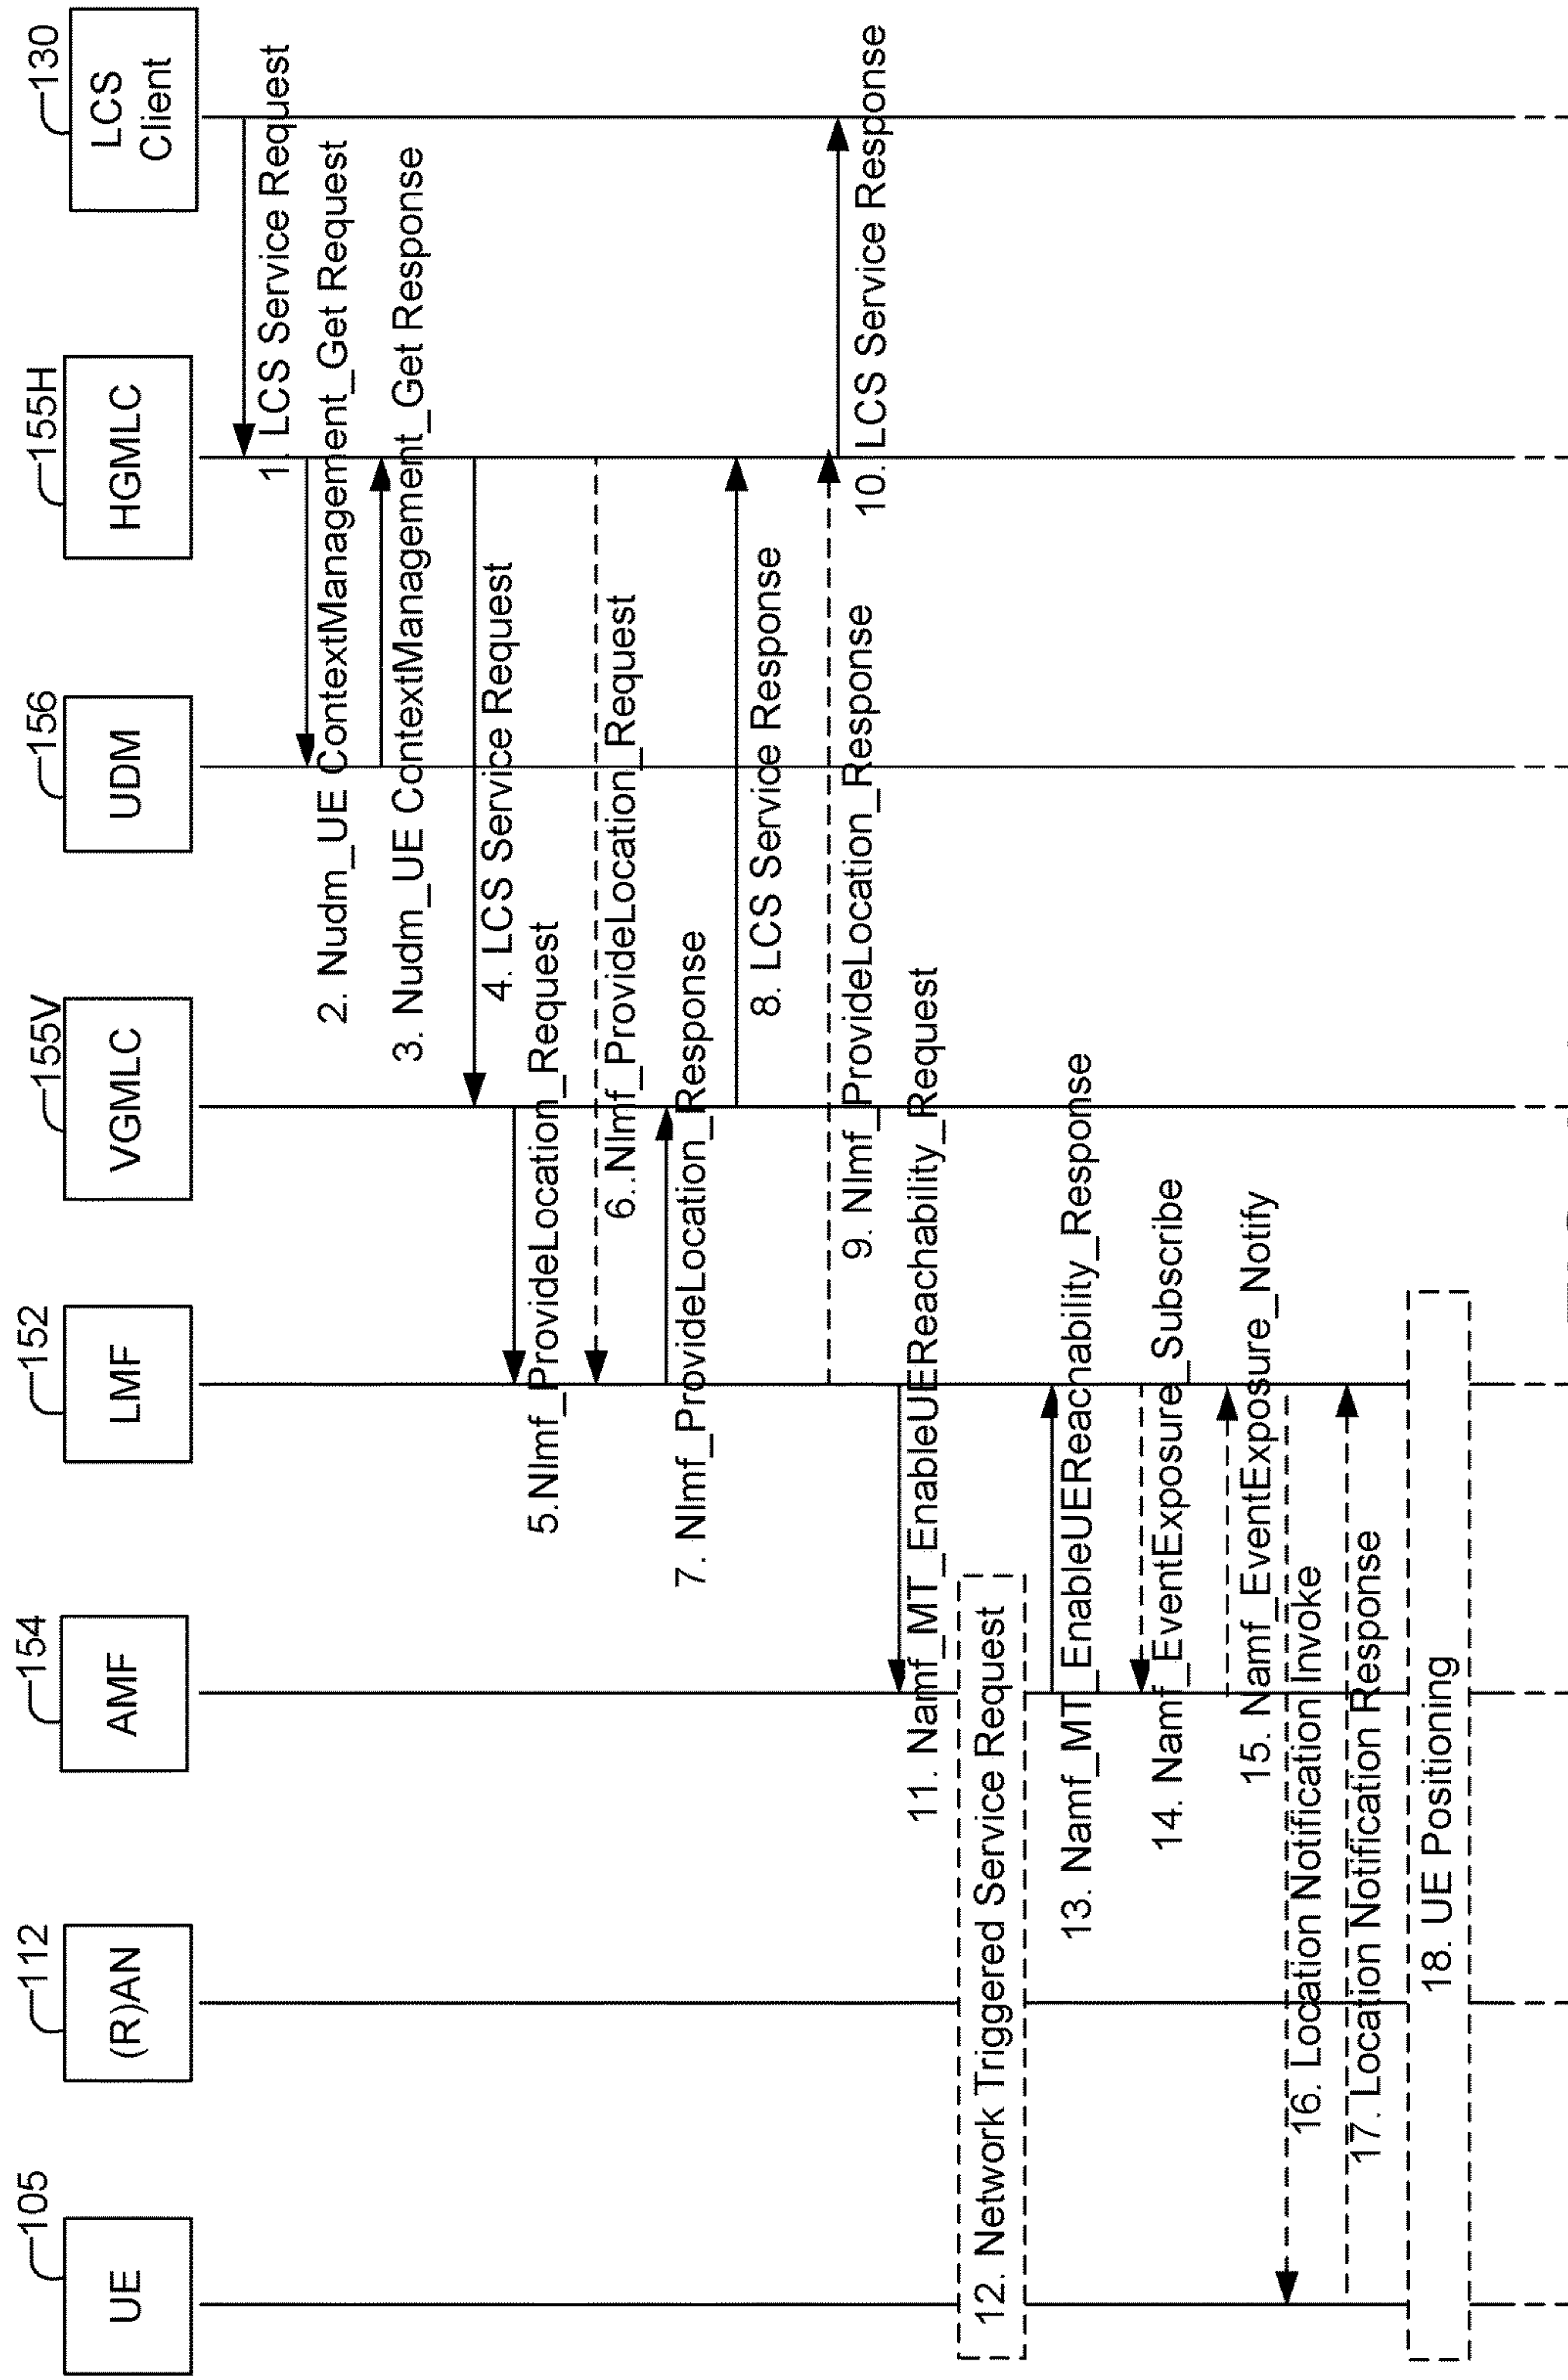 105
UE
112
(R)AN
154
AMF
152
LMF
155V
VGMLC
156
UDM
155H
HGMLC
130
LCS
Client
1. LCS Service Request
2. Nudm_UE ContextManagement_Get Request
3. Nudm_UE ContextManagement_Get Response
4. LCS Service Request
5.Nlmf_ProvideLocation_Request
6..Nlmf_ProvideLocation_Request
7. Nlmf_ProvideLocation_Response
8. LCS Service Response
9. Nlmf_ProvideLocation_Response
10. LCS Service Response
11. Namf_MT_EnableUEReachability_Request
12. Network Triggered Service Request
13. Namf_MT_EnableUEReachability_Response
14. Namf_EventExposure_Subscribe
15. Namf_EventExposure_Notify
16. Location Notification Invoke
17. Location Notification Response
18. UE Positioning